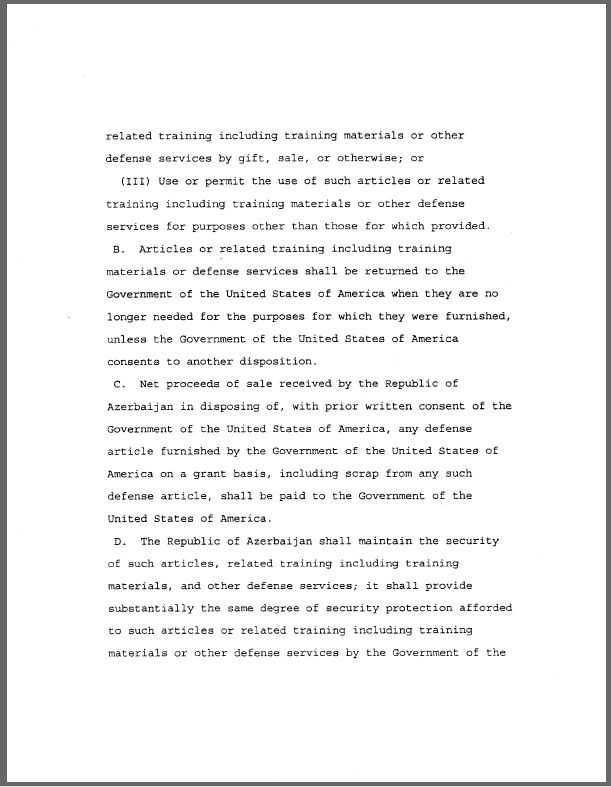 related training including training materials or other
defense services by gift, sale, or otherwise; or
(III) Use or permit the use of such articles or related
training including training materials or other defense
services for purposes other than those for which provided.
B. Articles or related training including training
materials or defense services shall be returned to the
Government of the United States of America when they are no
longer needed for the purposes for which they were furnished,
unless the Government of the United States of America
consents to another disposition.
C. Net proceeds of sale received by the Republic of
Azerbaijan in disposing of, with prior written consent of the
Government of the United States of America, any defense
article furnished by the Government of the United States of
America on a grant basis, including scrap from any such
defense article, shall be paid to the Government of the
United States of America.
D. The Republic of Azerbaijan shall maintain the security
of such articles, related training including training
materials, and other defense services; it shall provide
substantially the same degree of security protection afforded
to such articles or related training including training
materials or other defense services by the Government of the